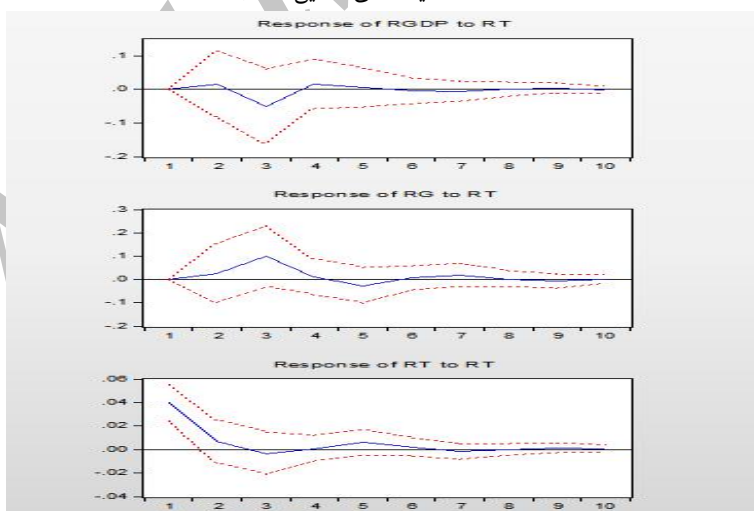 Response of RGDP to RT
.1
.0
-.1
-.2
1 2 3 4 5 6 7 8 9 10
Response of RG to RT
.3
.2
.1
.0
-.1
-.2
1 2 3 4 5 6 7 8 9 10
Response of RT to RT
.06
.04
.02
.00
-.02
-.04
1 2 3 4 5 6 7 8 9 10